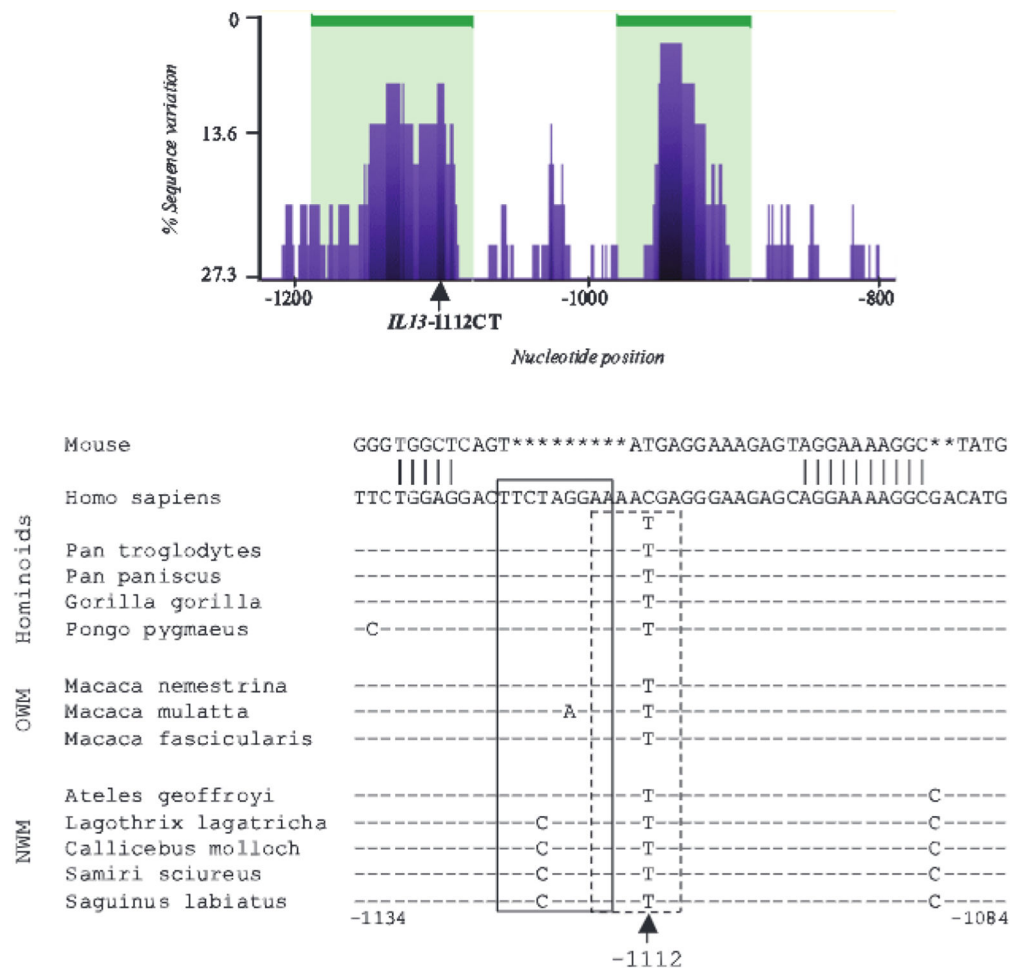 0
% Sequence variation
13.6
27.3
-1200
-1000
-800
IL13-1112CT
Nucleotide position
Mouse GGGTGGCTCAGT*********ATGAGGAAAGAGTAGGAAAAGGC**TATG
Homo sapiens TTCTGGAGGACTTCTAGGAAAACGAGGGAAGAGCAGGAAAAGGCGACATG
T
Hominoids
Pan troglodytes -----------------------T----------------------------
Pan paniscus -----------------------T----------------------------
Gorilla gorilla -----------------------T----------------------------
Pongo pygmaeus -C---------------------T----------------------------
OWM
Macaca nemestrina -----------------------T----------------------------
Macaca mulatta -----------------A-----T----------------------------
Macaca fascicularis -----------------------T----------------------------
NWM
Ateles geoffroyi -----------------------T----------------------C-----
Lagothrix lagatricha ---------------C-------T----------------------C-----
Callicebus molloch ---------------C-------T----------------------C-----
Samiri sciureus ---------------C-------T----------------------C-----
Saguinus labiatus ---------------C-------T----------------------C-----
-1134 -1084
-1112